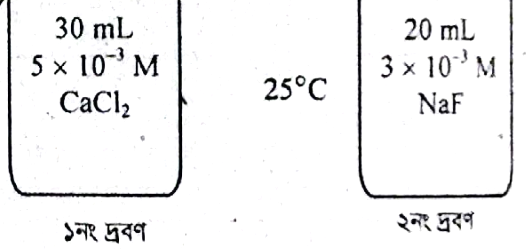 30 mL
5 × 10⁻³ M
CaCl₂
25°C
20 mL
3 × 10⁻³ M
NaF
১নং দ্রবণ
২নং দ্রবণ